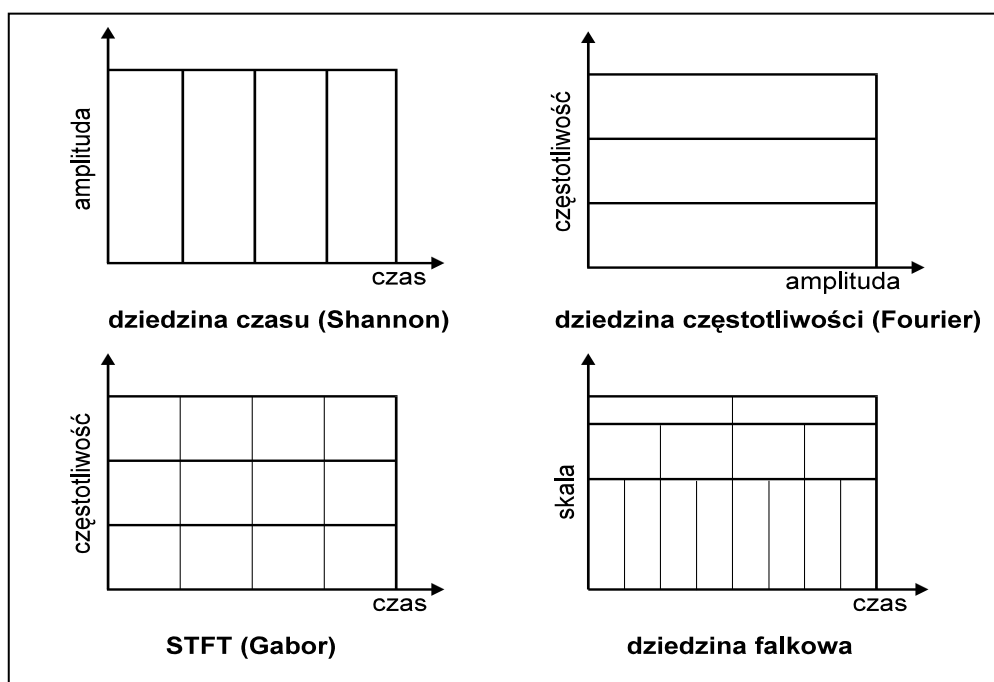 amplituda
czas
dziedzina czasu (Shannon)
częstotliwość
amplituda
dziedzina częstotliwości (Fourier)
częstotliwość
czas
STFT (Gabor)
skala
czas
dziedzina falkowa